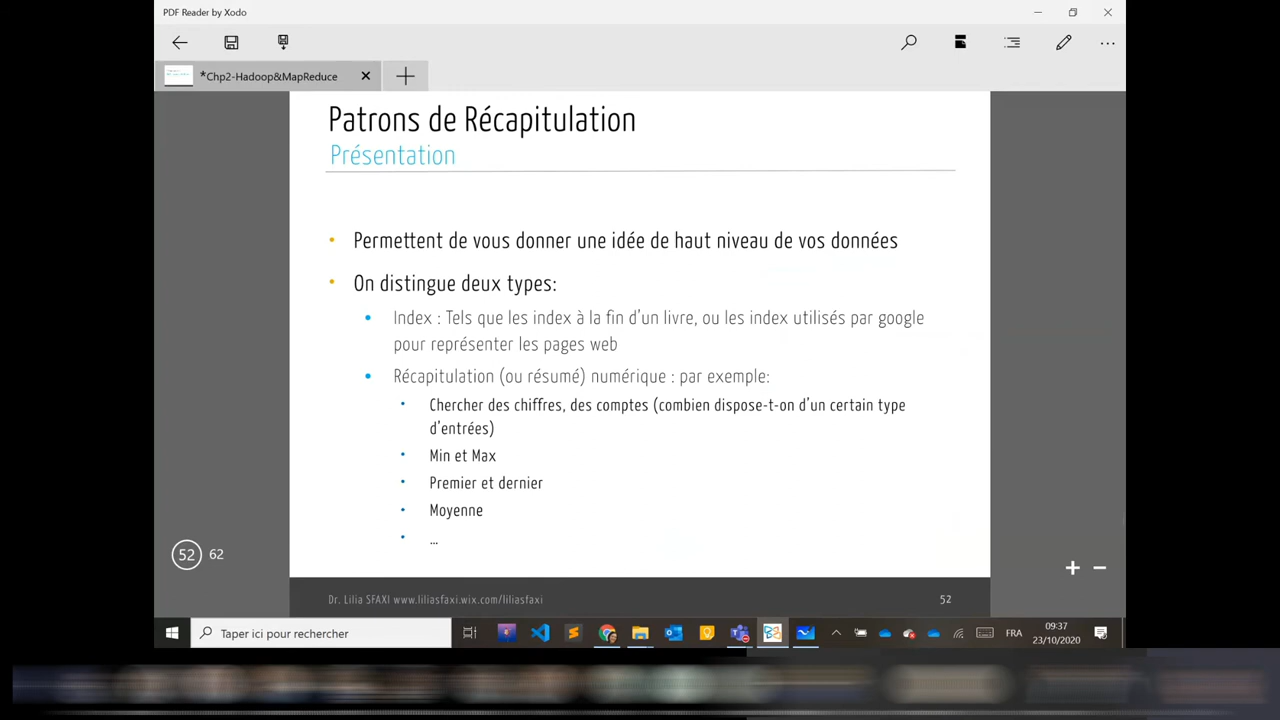 PDF Reader by Xodo
*Chp2-Hadoop&MapReduce
Patrons de Récapitulation
Présentation
• Permettent de vous donner une idée de haut niveau de vos données
• On distingue deux types:
• Index : Tels que les index à la fin d'un livre, ou les index utilisés par google
pour représenter les pages web
• Récapitulation (ou résumé) numérique : par exemple:
• Chercher des chiffres, des comptes (combien dispose-t-on d'un certain type
d'entrées)
• Min et Max
• Premier et dernier
• Moyenne
• ...
52 62
Dr. Lilia SFAXI www.liliasfaxi.wix.com/liliasfaxi 52
Taper ici pour rechercher
FRA
09:37
23/10/2020